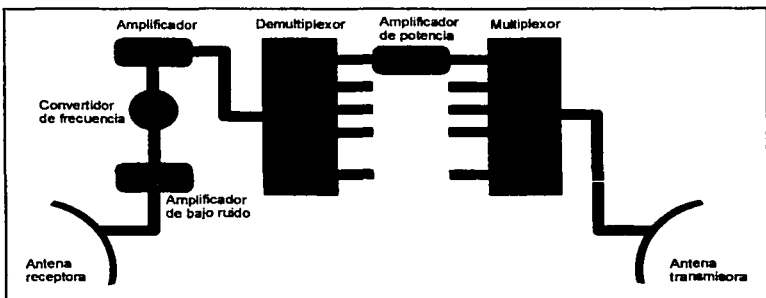 Amplificador
Demultiplexor
Amplificador
de potencia
Multiplexor
Convertidor
de frecuencia
Amplificador
de bajo ruido
Antena
receptora
Antena
transmisora